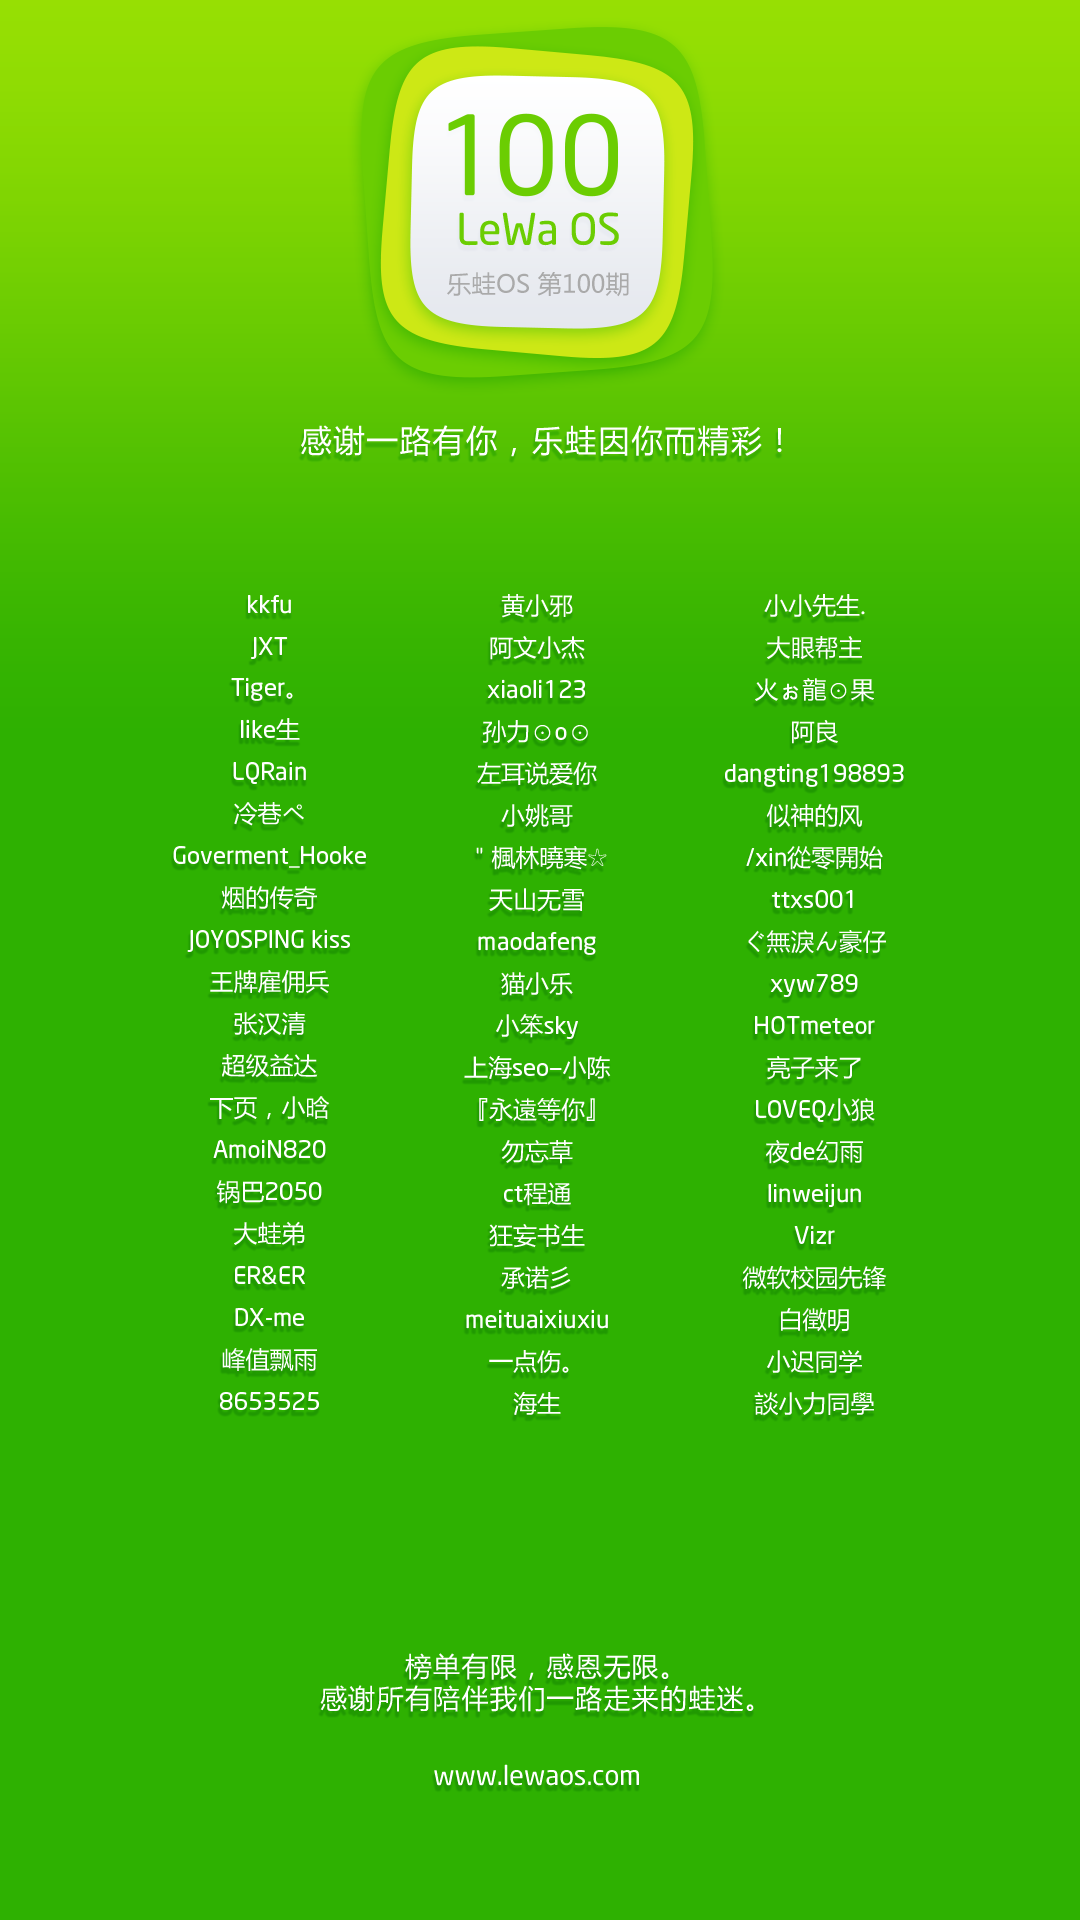 100
LeWa OS
乐蛙OS 第100期
感谢一路有你，乐蛙因你而精彩！
kkfu 黄小邪 小小先生.
JXT 阿文小杰 大眼帮主
Tiger。 xiaoli123 火ぉ龍⊙果
like生 孙力⊙o⊙ 阿良
LQRain 左耳说爱你 dangting198893
冷巷ペ 小姚哥 似神的风
Goverment_Hooke "楓林曉寒☆ /xin從零開始
烟的传奇 天山无雪 ttxs001
JOYOSPING kiss maodafeng ぐ無淚ん豪仔
王牌雇佣兵 猫小乐 xyw789
张汉清 小笨sky HOTmeteor
超级益达 上海seo–小陈 亮子来了
下页，小晗 『永遠等你』 LOVEQ小狼
AmoiN820 勿忘草 夜de幻雨
锅巴2050 ct程通 linweijun
大蛙弟 狂妄书生 Vizr
ER&ER 承诺彡 微软校园先锋
DX-me meituaixiuxiu 白徵明
峰值飘雨 一点伤。 小迟同学
8653525 海生 談小力同學
榜单有限，感恩无限。
感谢所有陪伴我们一路走来的蛙迷。
www.lewaos.com